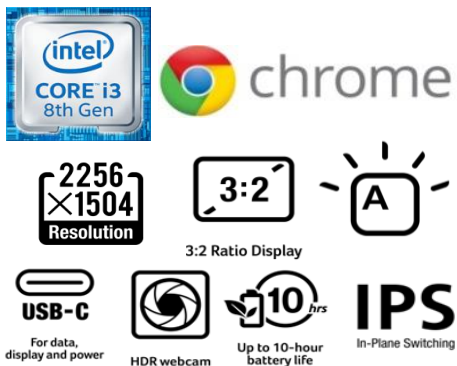 intel
CORE i3
8th Gen
chrome
2256
×1504
Resolution
3:2
3:2 Ratio Display
A
USB-C
For data,
display and power
HDR webcam
10 hrs
Up to 10-hour
battery life
IPS
In-Plane Switching